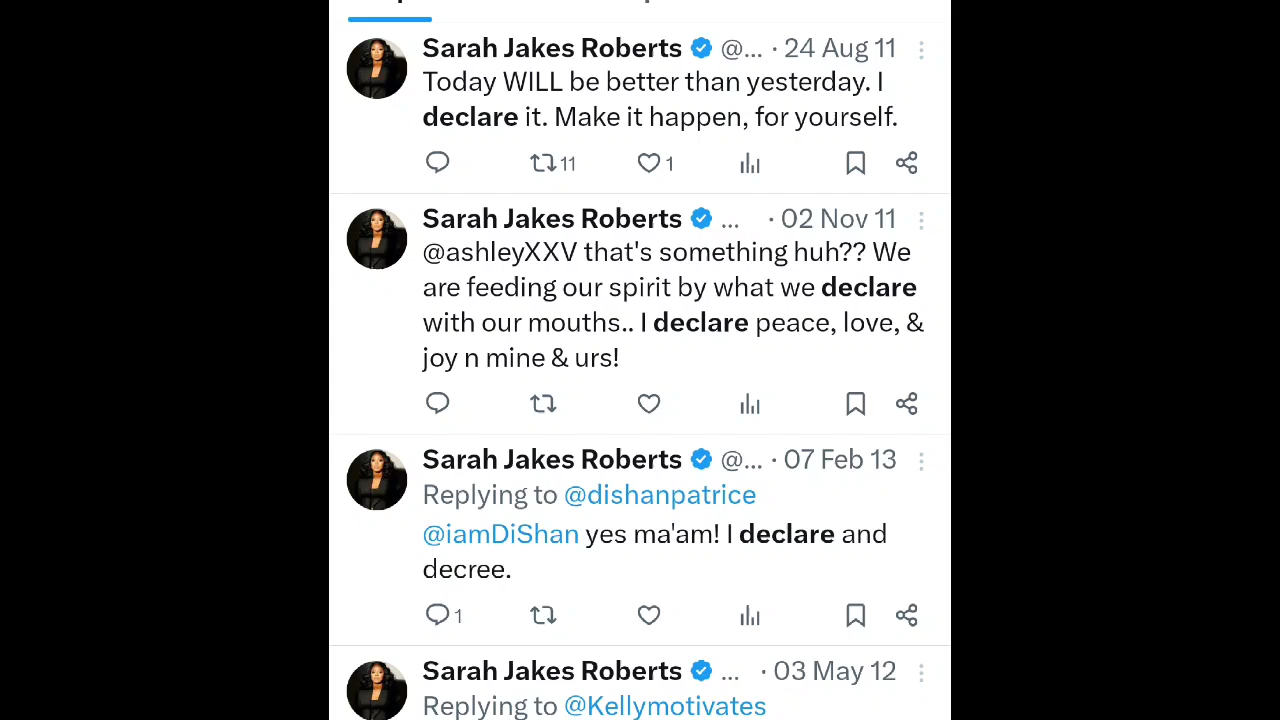 Sarah Jakes Roberts @... · 24 Aug 11
Today WILL be better than yesterday. I
declare it. Make it happen, for yourself.
11 1
Sarah Jakes Roberts ... · 02 Nov 11
@ashleyXXV that's something huh?? We
are feeding our spirit by what we declare
with our mouths.. I declare peace, love, &
joy n mine & urs!
Sarah Jakes Roberts @... · 07 Feb 13
Replying to @dishanpatrice
@iamDiShan yes ma'am! I declare and
decree.
1
Sarah Jakes Roberts ... · 03 May 12
Replying to @Kellymotivates